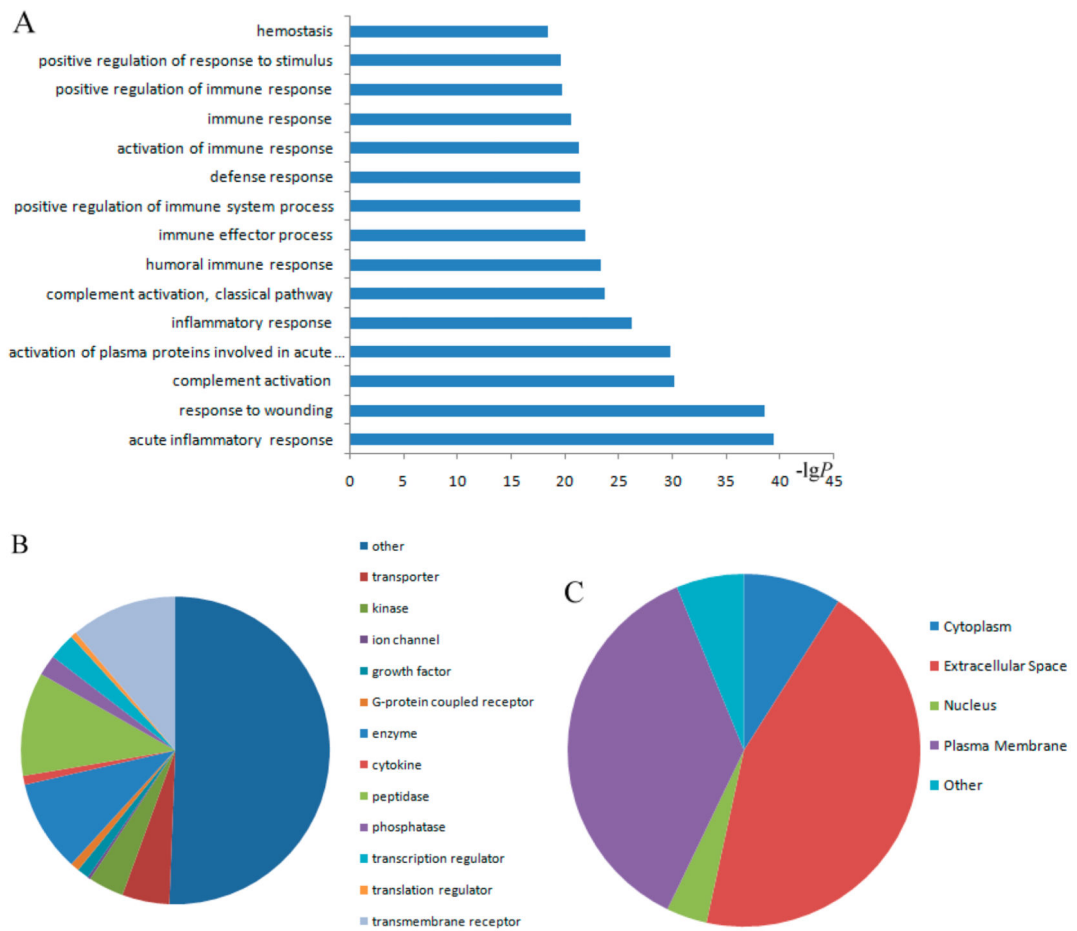 A
hemostasis
positive regulation of response to stimulus
positive regulation of immune response
immune response
activation of immune response
defense response
positive regulation of immune system process
immune effector process
humoral immune response
complement activation, classical pathway
inflammatory response
activation of plasma proteins involved in acute ...
complement activation
response to wounding
acute inflammatory response
-lgP
0 5 10 15 20 25 30 35 40 45
B
other
transporter
kinase
ion channel
growth factor
G-protein coupled receptor
enzyme
cytokine
peptidase
phosphatase
transcription regulator
translation regulator
transmembrane receptor
C
Cytoplasm
Extracellular Space
Nucleus
Plasma Membrane
Other